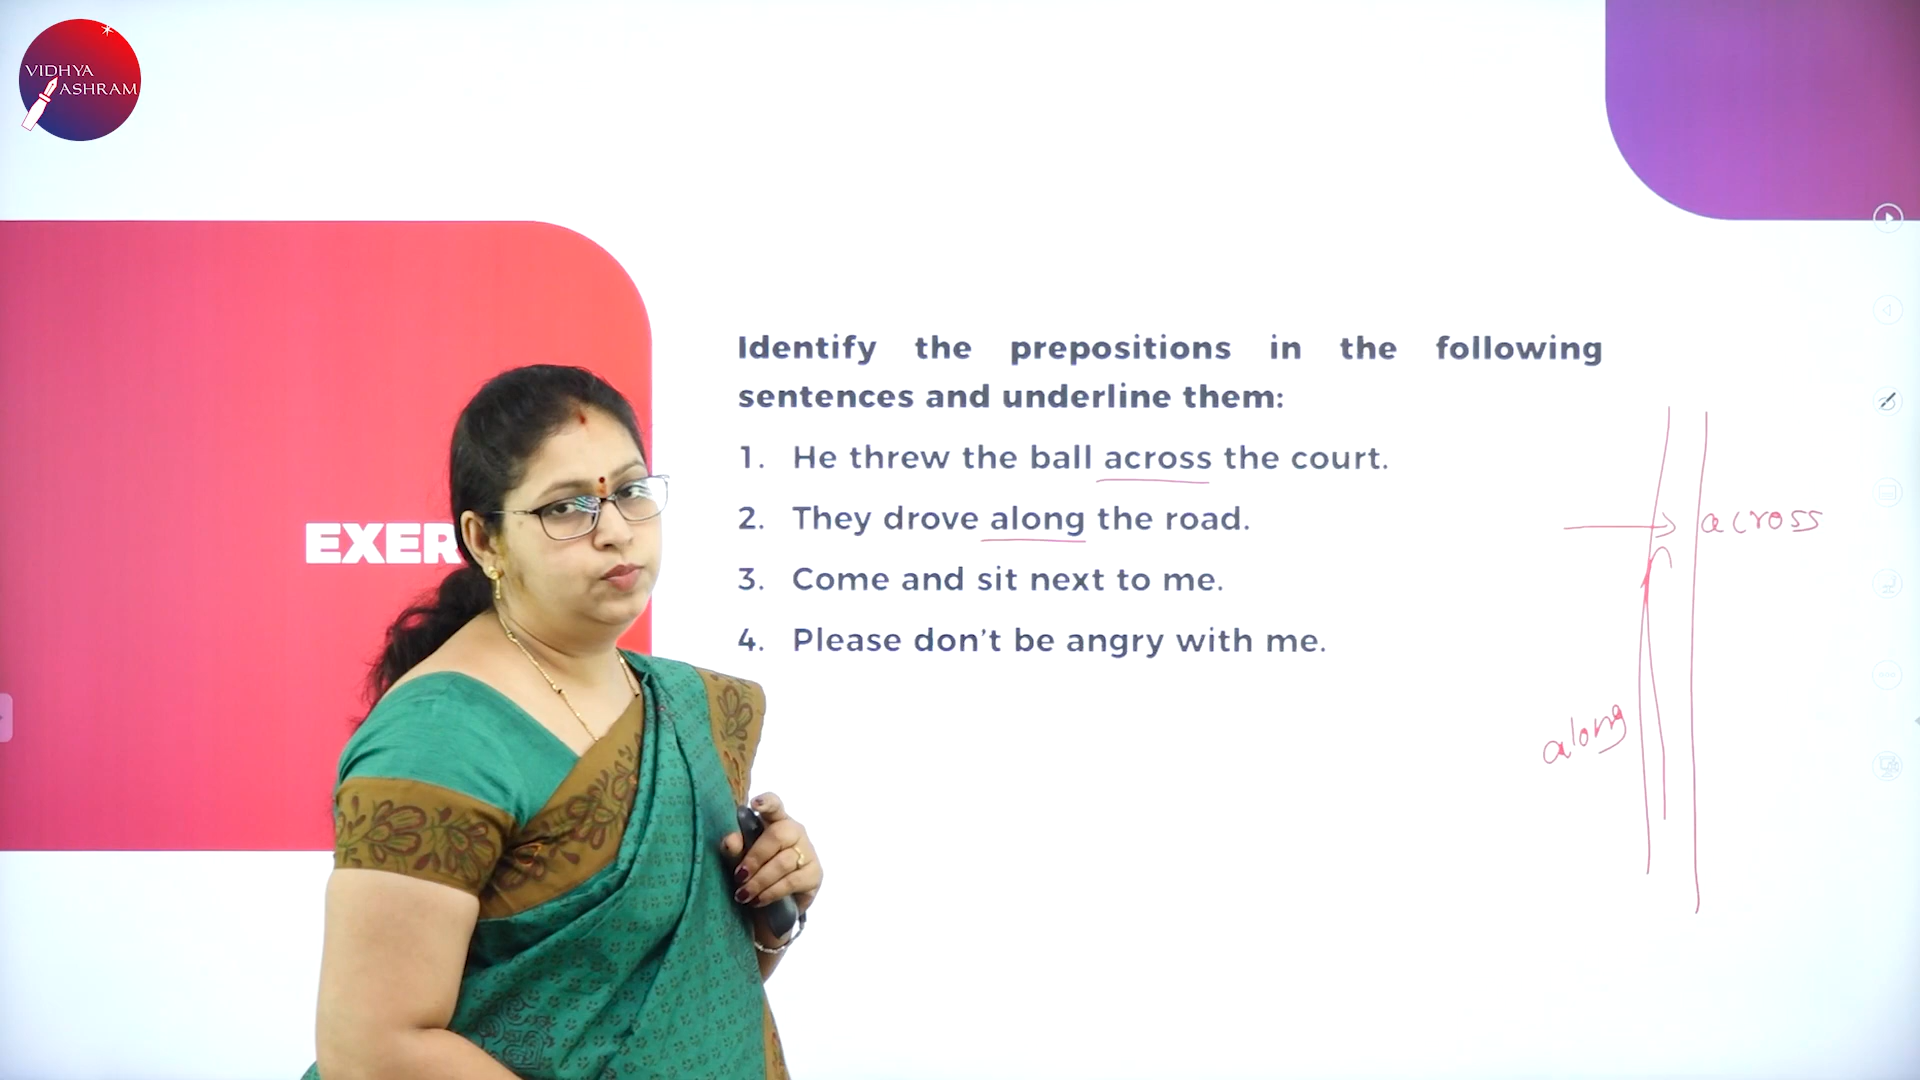 VIDHYA
ASHRAM
Identify the prepositions in the following
sentences and underline them:
1. He threw the ball across the court.
2. They drove along the road.
3. Come and sit next to me.
4. Please don't be angry with me.
EXER
across
along